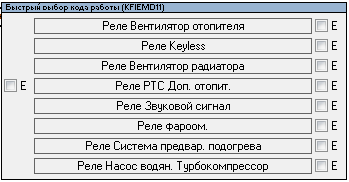 Быстрый выбор кода работы (KFIEMD11)
Реле Вентилятор отопителя E
Реле Keyless E
Реле Вентилятор радиатора E
E Реле PTC Доп. отопит. E
Реле Звуковой сигнал E
Реле Фароом. E
Реле Система предвар. подогрева E
Реле Насос водян. Турбокомпрессор E